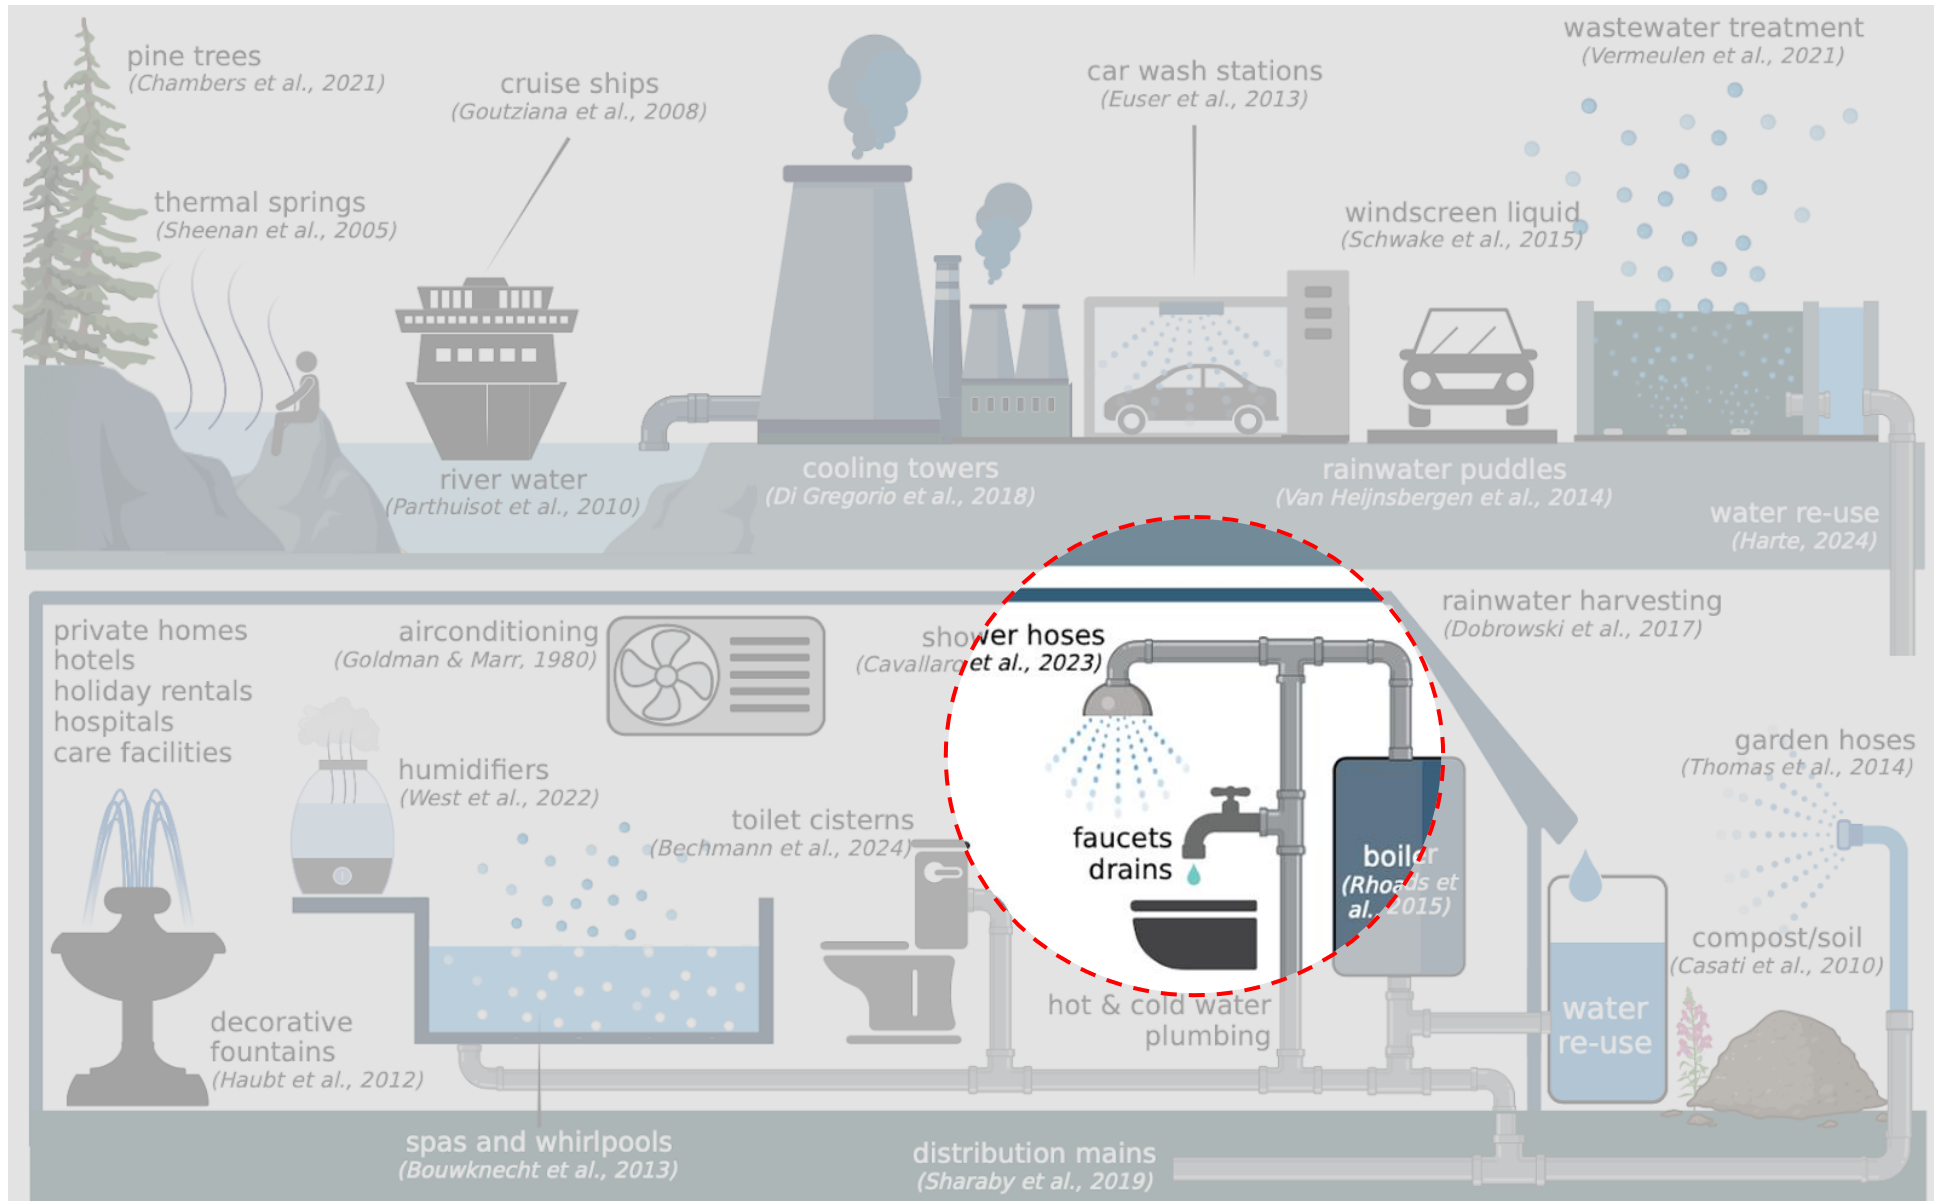 pine trees
(Chambers et al., 2021)
cruise ships
(Goutziana et al., 2008)
car wash stations
(Euser et al., 2013)
wastewater treatment
(Vermeulen et al., 2021)
thermal springs
(Sheenan et al., 2005)
windscreen liquid
(Schwake et al., 2015)
river water
(Parthuisot et al., 2010)
cooling towers
(Di Gregorio et al., 2018)
rainwater puddles
(Van Heijnsbergen et al., 2014)
water re-use
(Harte, 2024)
private homes
hotels
holiday rentals
hospitals
care facilities
airconditioning
(Goldman & Marr, 1980)
shower hoses
(Cavallaro et al., 2023)
rainwater harvesting
(Dobrowski et al., 2017)
humidifiers
(West et al., 2022)
toilet cisterns
(Bechmann et al., 2024)
faucets
drains
boiler
(Rhoads et
al., 2015)
garden hoses
(Thomas et al., 2014)
compost/soil
(Casati et al., 2010)
decorative
fountains
(Haubt et al., 2012)
hot & cold water
plumbing
water
re-use
spas and whirlpools
(Bouwknecht et al., 2013)
distribution mains
(Sharaby et al., 2019)